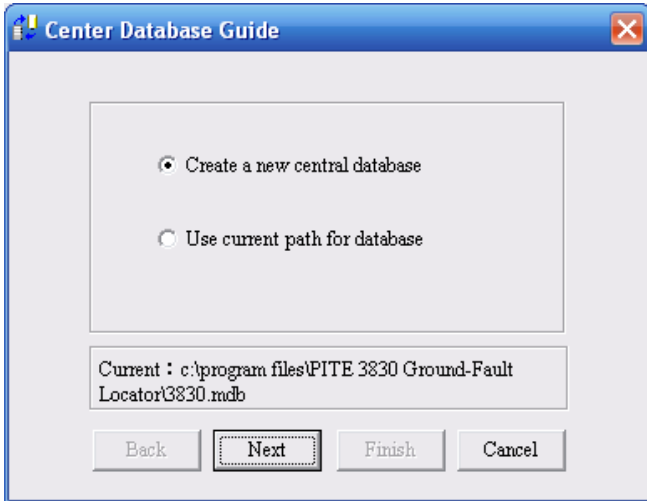 Center Database Guide
Create a new central database
Use current path for database
Current：c:\program files\PITE 3830 Ground-Fault
Locator\3830.mdb
Back Next Finish Cancel